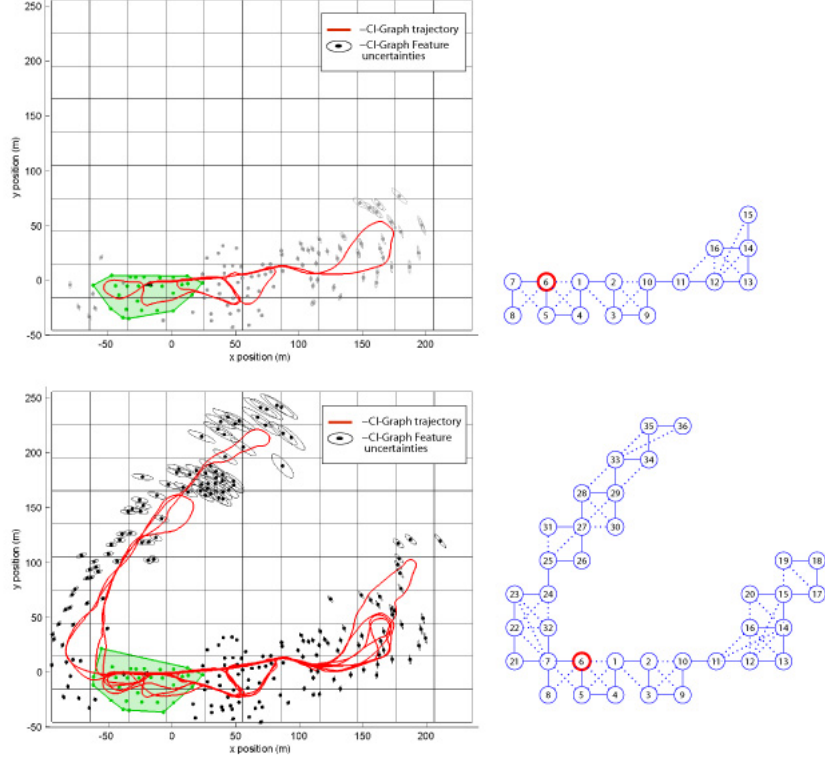 250
200
150
100
50
0
-50
y position (m)
-50 0 50 100 150 200
x position (m)
–CI-Graph trajectory
–CI-Graph Feature
uncertainties
15
16 14
7 6 1 2 10 11 12 13
8 5 4 3 9
250
200
150
100
50
0
-50
y position (m)
-50 0 50 100 150 200
x position (m)
–CI-Graph trajectory
–CI-Graph Feature
uncertainties
35 36
33 34
28 29
31 27 30
25 26
19 18
23 24 20 15 17
22 32 16 14
21 7 6 1 2 10 11 12 13
8 5 4 3 9